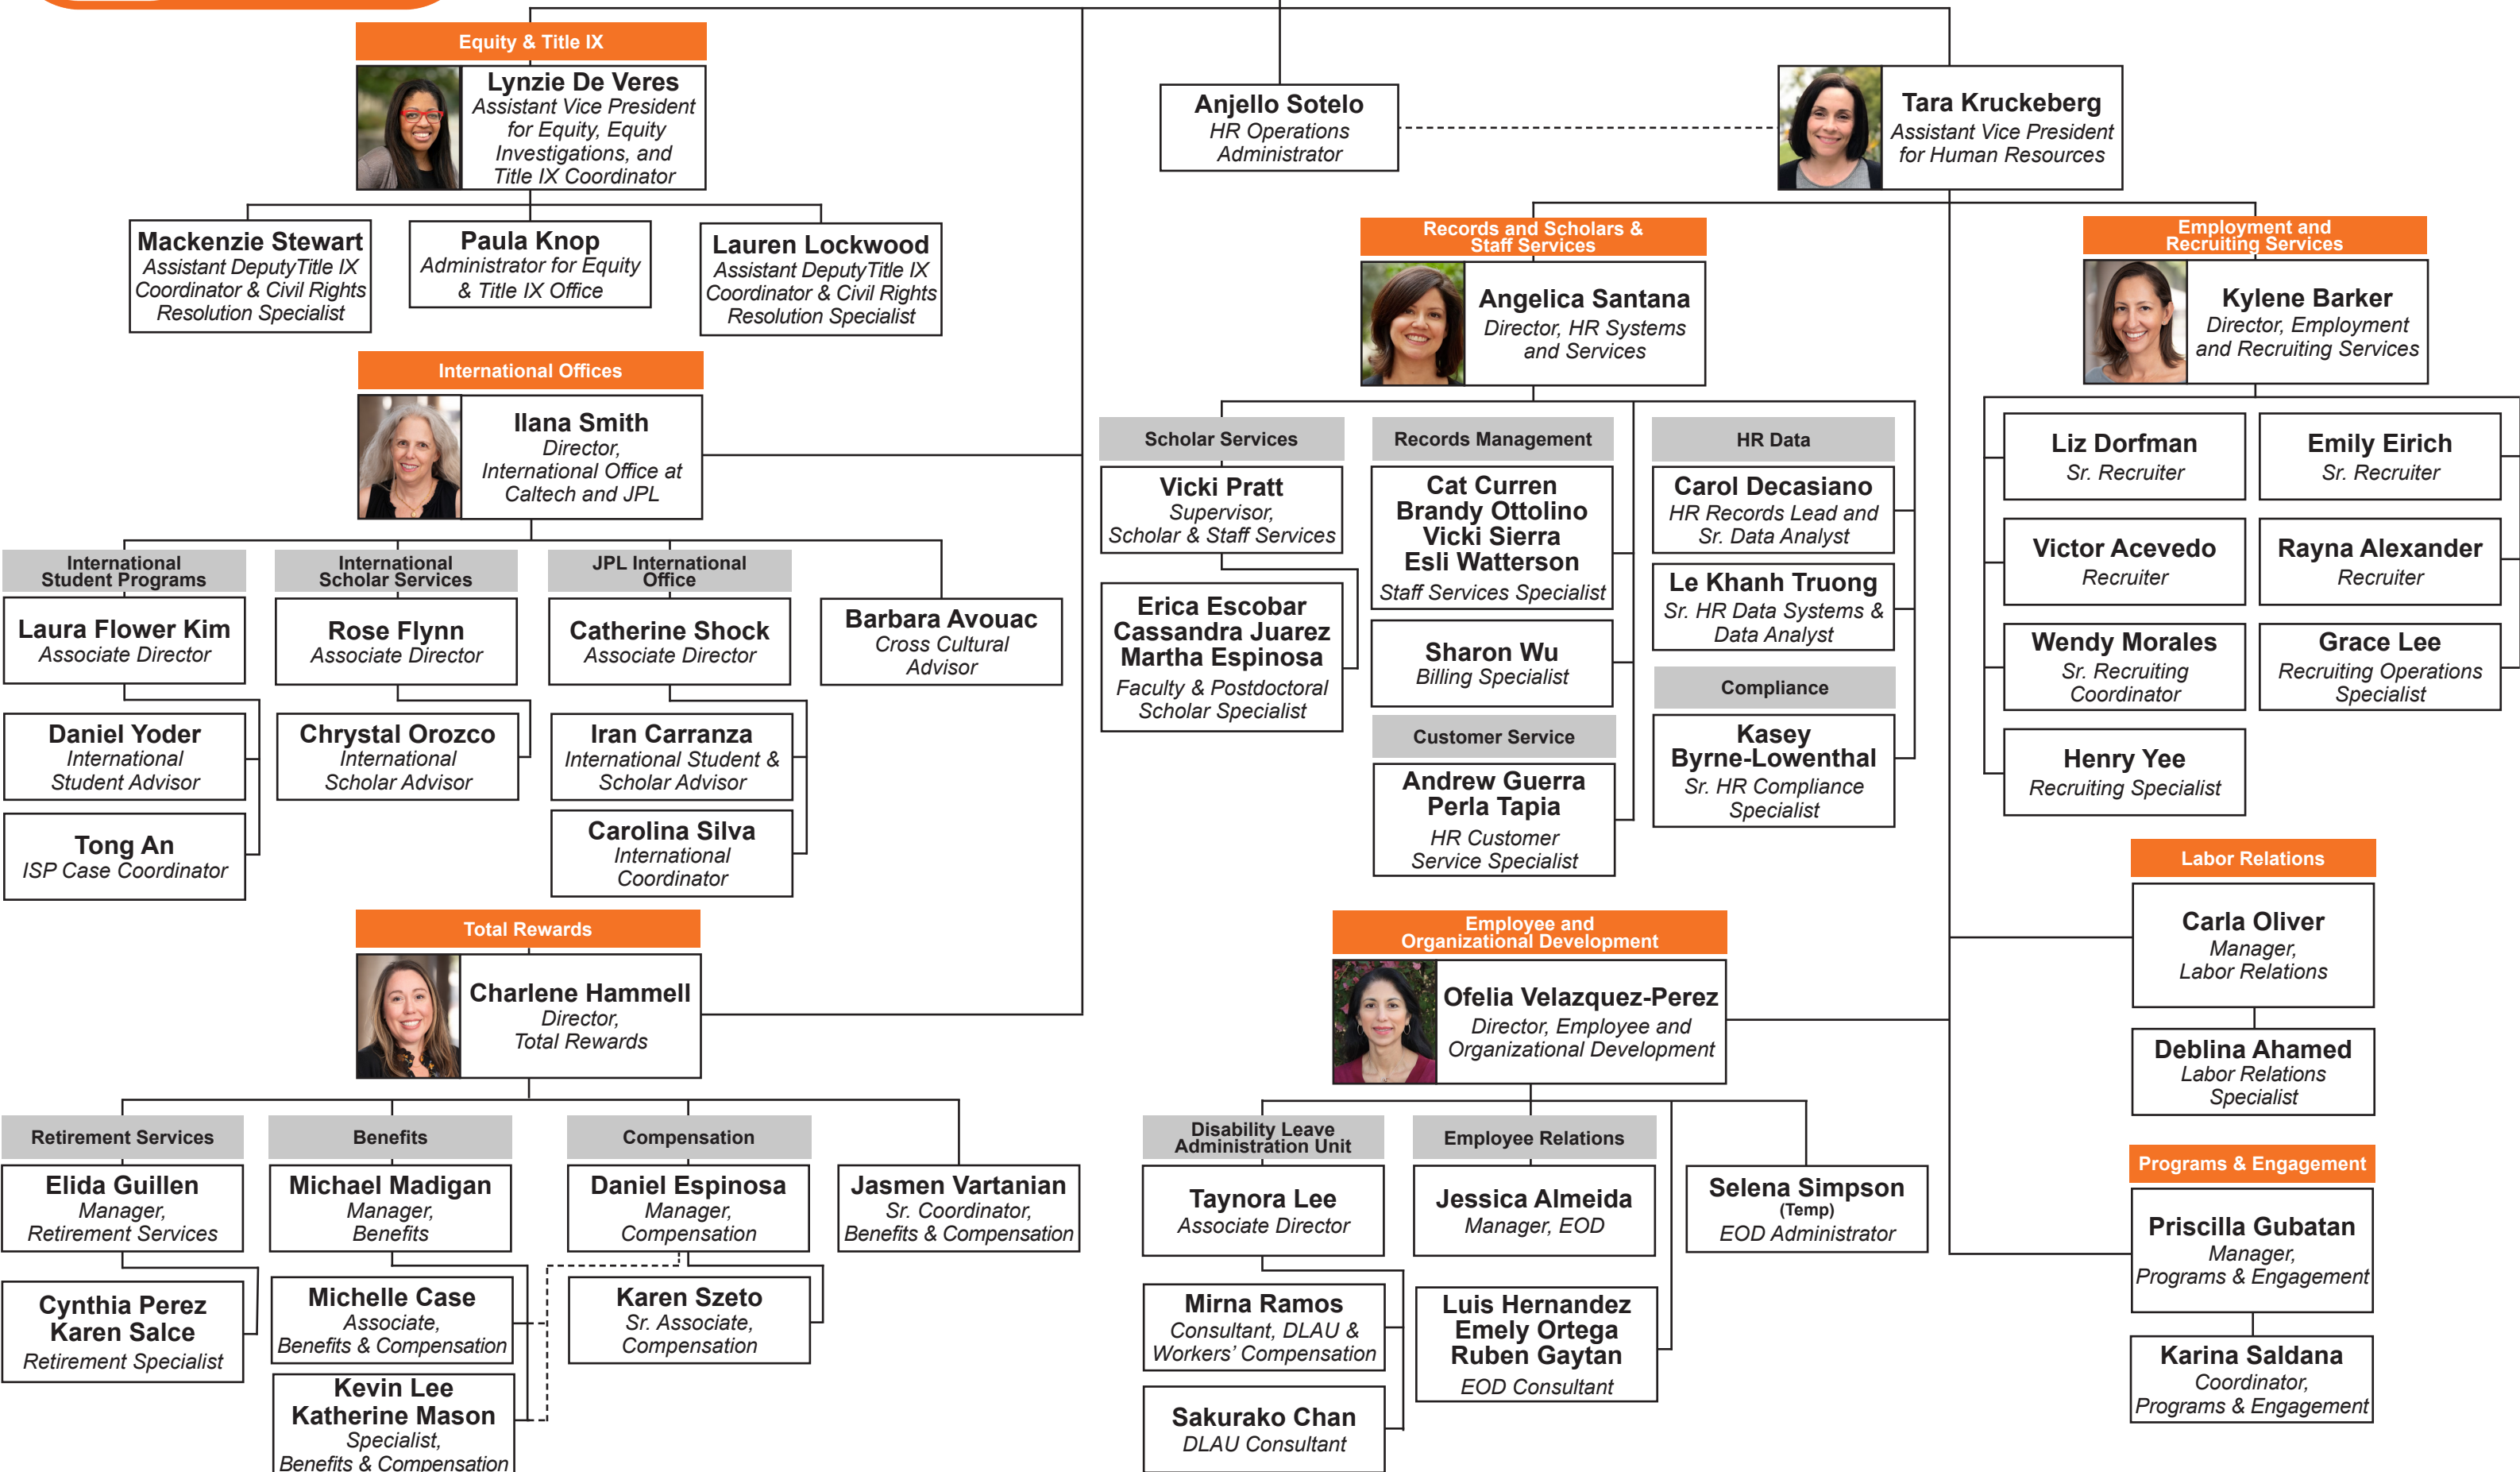 Equity & Title IX
Lynzie De Veres
Assistant Vice President
for Equity, Equity
Investigations, and
Title IX Coordinator
Anjello Sotelo
HR Operations
Administrator
Tara Kruckeberg
Assistant Vice President
for Human Resources
Mackenzie Stewart
Assistant DeputyTitle IX
Coordinator & Civil Rights
Resolution Specialist
Paula Knop
Administrator for Equity
& Title IX Office
Lauren Lockwood
Assistant DeputyTitle IX
Coordinator & Civil Rights
Resolution Specialist
International Offices
Ilana Smith
Director,
International Office at
Caltech and JPL
International
Student Programs
Laura Flower Kim
Associate Director
Daniel Yoder
International
Student Advisor
Tong An
ISP Case Coordinator
International
Scholar Services
Rose Flynn
Associate Director
Chrystal Orozco
International
Scholar Advisor
JPL International
Office
Catherine Shock
Associate Director
Iran Carranza
International Student &
Scholar Advisor
Carolina Silva
International
Coordinator
Barbara Avouac
Cross Cultural
Advisor
Records and Scholars &
Staff Services
Angelica Santana
Director, HR Systems
and Services
Scholar Services
Vicki Pratt
Supervisor,
Scholar & Staff Services
Erica Escobar
Cassandra Juarez
Martha Espinosa
Faculty & Postdoctoral
Scholar Specialist
Records Management
Cat Curren
Brandy Ottolino
Vicki Sierra
Esli Watterson
Staff Services Specialist
Sharon Wu
Billing Specialist
Customer Service
Andrew Guerra
Perla Tapia
HR Customer
Service Specialist
HR Data
Carol Decasiano
HR Records Lead and
Sr. Data Analyst
Le Khanh Truong
Sr. HR Data Systems &
Data Analyst
Compliance
Kasey
Byrne-Lowenthal
Sr. HR Compliance
Specialist
Employment and
Recruiting Services
Kylene Barker
Director, Employment
and Recruiting Services
Liz Dorfman
Sr. Recruiter
Emily Eirich
Sr. Recruiter
Victor Acevedo
Recruiter
Rayna Alexander
Recruiter
Wendy Morales
Sr. Recruiting
Coordinator
Grace Lee
Recruiting Operations
Specialist
Henry Yee
Recruiting Specialist
Labor Relations
Carla Oliver
Manager,
Labor Relations
Deblina Ahamed
Labor Relations
Specialist
Programs & Engagement
Priscilla Gubatan
Manager,
Programs & Engagement
Karina Saldana
Coordinator,
Programs & Engagement
Total Rewards
Charlene Hammell
Director,
Total Rewards
Retirement Services
Elida Guillen
Manager,
Retirement Services
Cynthia Perez
Karen Salce
Retirement Specialist
Benefits
Michael Madigan
Manager,
Benefits
Michelle Case
Associate,
Benefits & Compensation
Kevin Lee
Katherine Mason
Specialist,
Benefits & Compensation
Compensation
Daniel Espinosa
Manager,
Compensation
Karen Szeto
Sr. Associate,
Compensation
Jasmen Vartanian
Sr. Coordinator,
Benefits & Compensation
Employee and
Organizational Development
Ofelia Velazquez-Perez
Director, Employee and
Organizational Development
Disability Leave
Administration Unit
Taynora Lee
Associate Director
Mirna Ramos
Consultant, DLAU &
Workers’ Compensation
Sakurako Chan
DLAU Consultant
Employee Relations
Jessica Almeida
Manager, EOD
Luis Hernandez
Emely Ortega
Ruben Gaytan
EOD Consultant
Selena Simpson
(Temp)
EOD Administrator